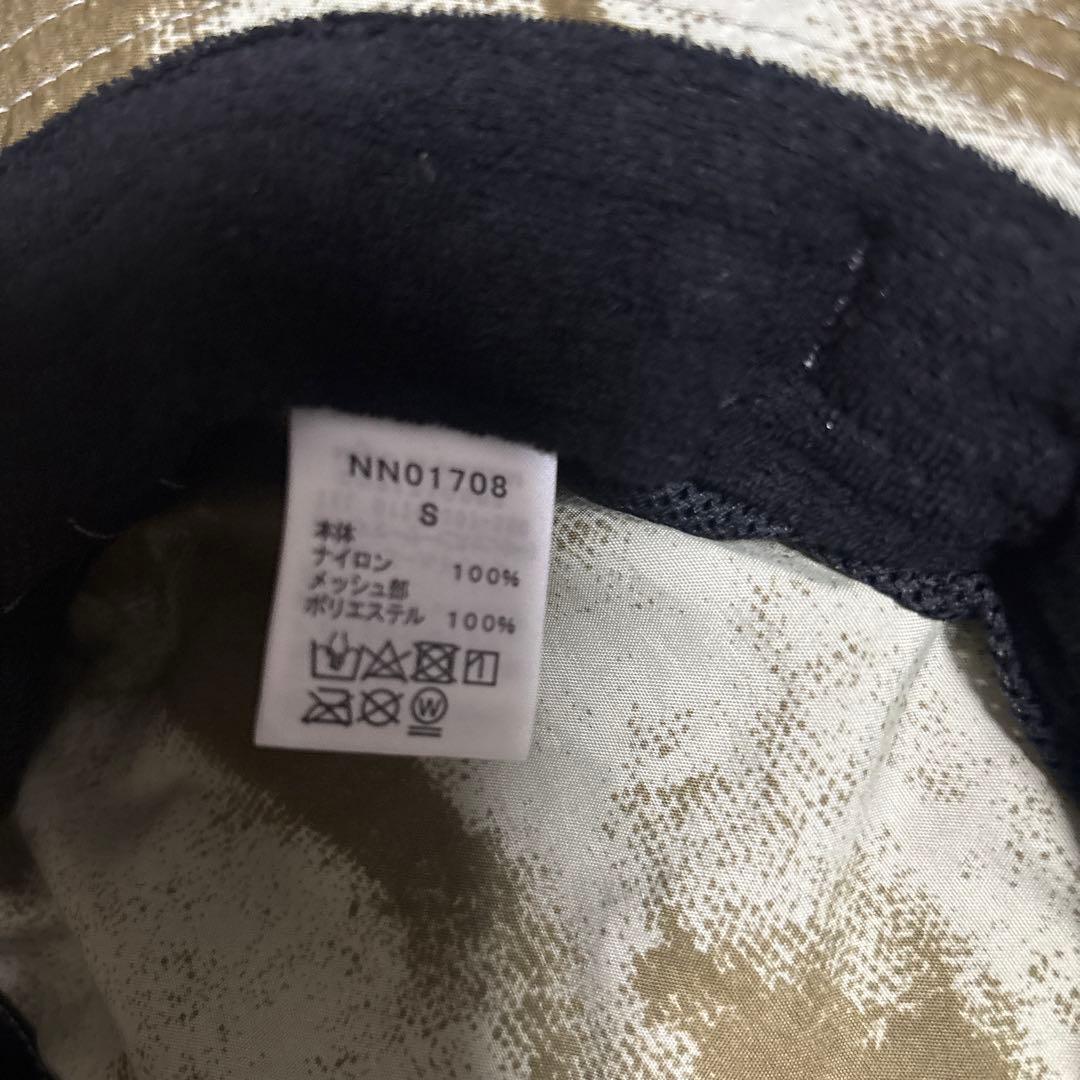 NN01708
S
本体
ナイロン 100%
メッシュ部
ポリエステル 100%
W